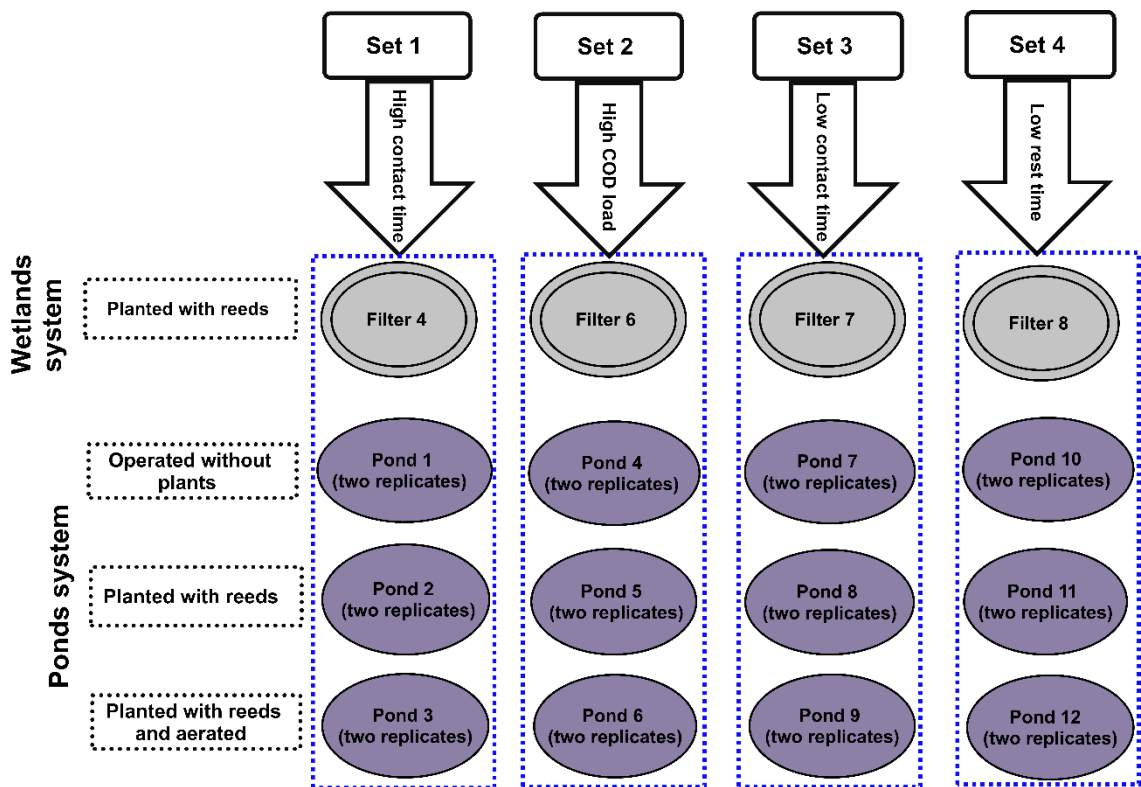 Set 1
Set 2
Set 3
Set 4
High contact time
High COD load
Low contact time
Low rest time
Wetlands
system
Planted with reeds
Filter 4
Filter 6
Filter 7
Filter 8
Ponds system
Operated without
plants
Pond 1
(two replicates)
Pond 4
(two replicates)
Pond 7
(two replicates)
Pond 10
(two replicates)
Planted with reeds
Pond 2
(two replicates)
Pond 5
(two replicates)
Pond 8
(two replicates)
Pond 11
(two replicates)
Planted with reeds
and aerated
Pond 3
(two replicates)
Pond 6
(two replicates)
Pond 9
(two replicates)
Pond 12
(two replicates)